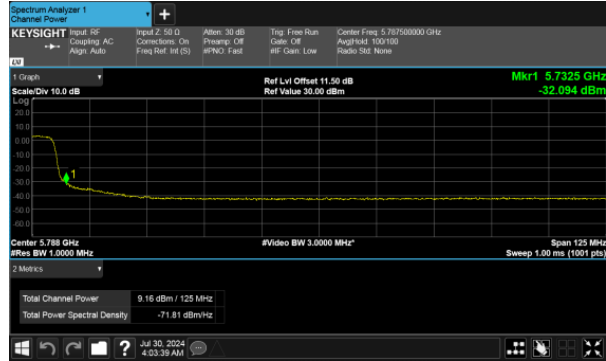 Spectrum Analyzer 1
Channel Power
+
KEYSIGHT Input: RF Input Z: 50 Ω Atten: 30 dB Trig: Free Run Center Freq: 5.787500000 GHz
Coupling: AC Corrections: On Preamp: Off Gate: Off Avg|Hold: 100/100
Align: Auto Freq Ref: Int (S) #PNO: Fast #IF Gain: Low Radio Std: None
LXI
1 Graph
Ref Lvl Offset 11.50 dB Mkr1 5.7325 GHz
Scale/Div 10.0 dB Ref Value 30.00 dBm -32.094 dBm
Log
20.0
10.0
0.00
-10.0
-20.0
-30.0
-40.0
-50.0
-60.0
1
Center 5.788 GHz #Video BW 3.0000 MHz* Span 125 MHz
#Res BW 1.0000 MHz Sweep 1.00 ms (1001 pts)
2 Metrics
Total Channel Power 9.16 dBm / 125 MHz
Total Power Spectral Density -71.81 dBm/Hz
? Jul 30, 2024
4:03:39 AM